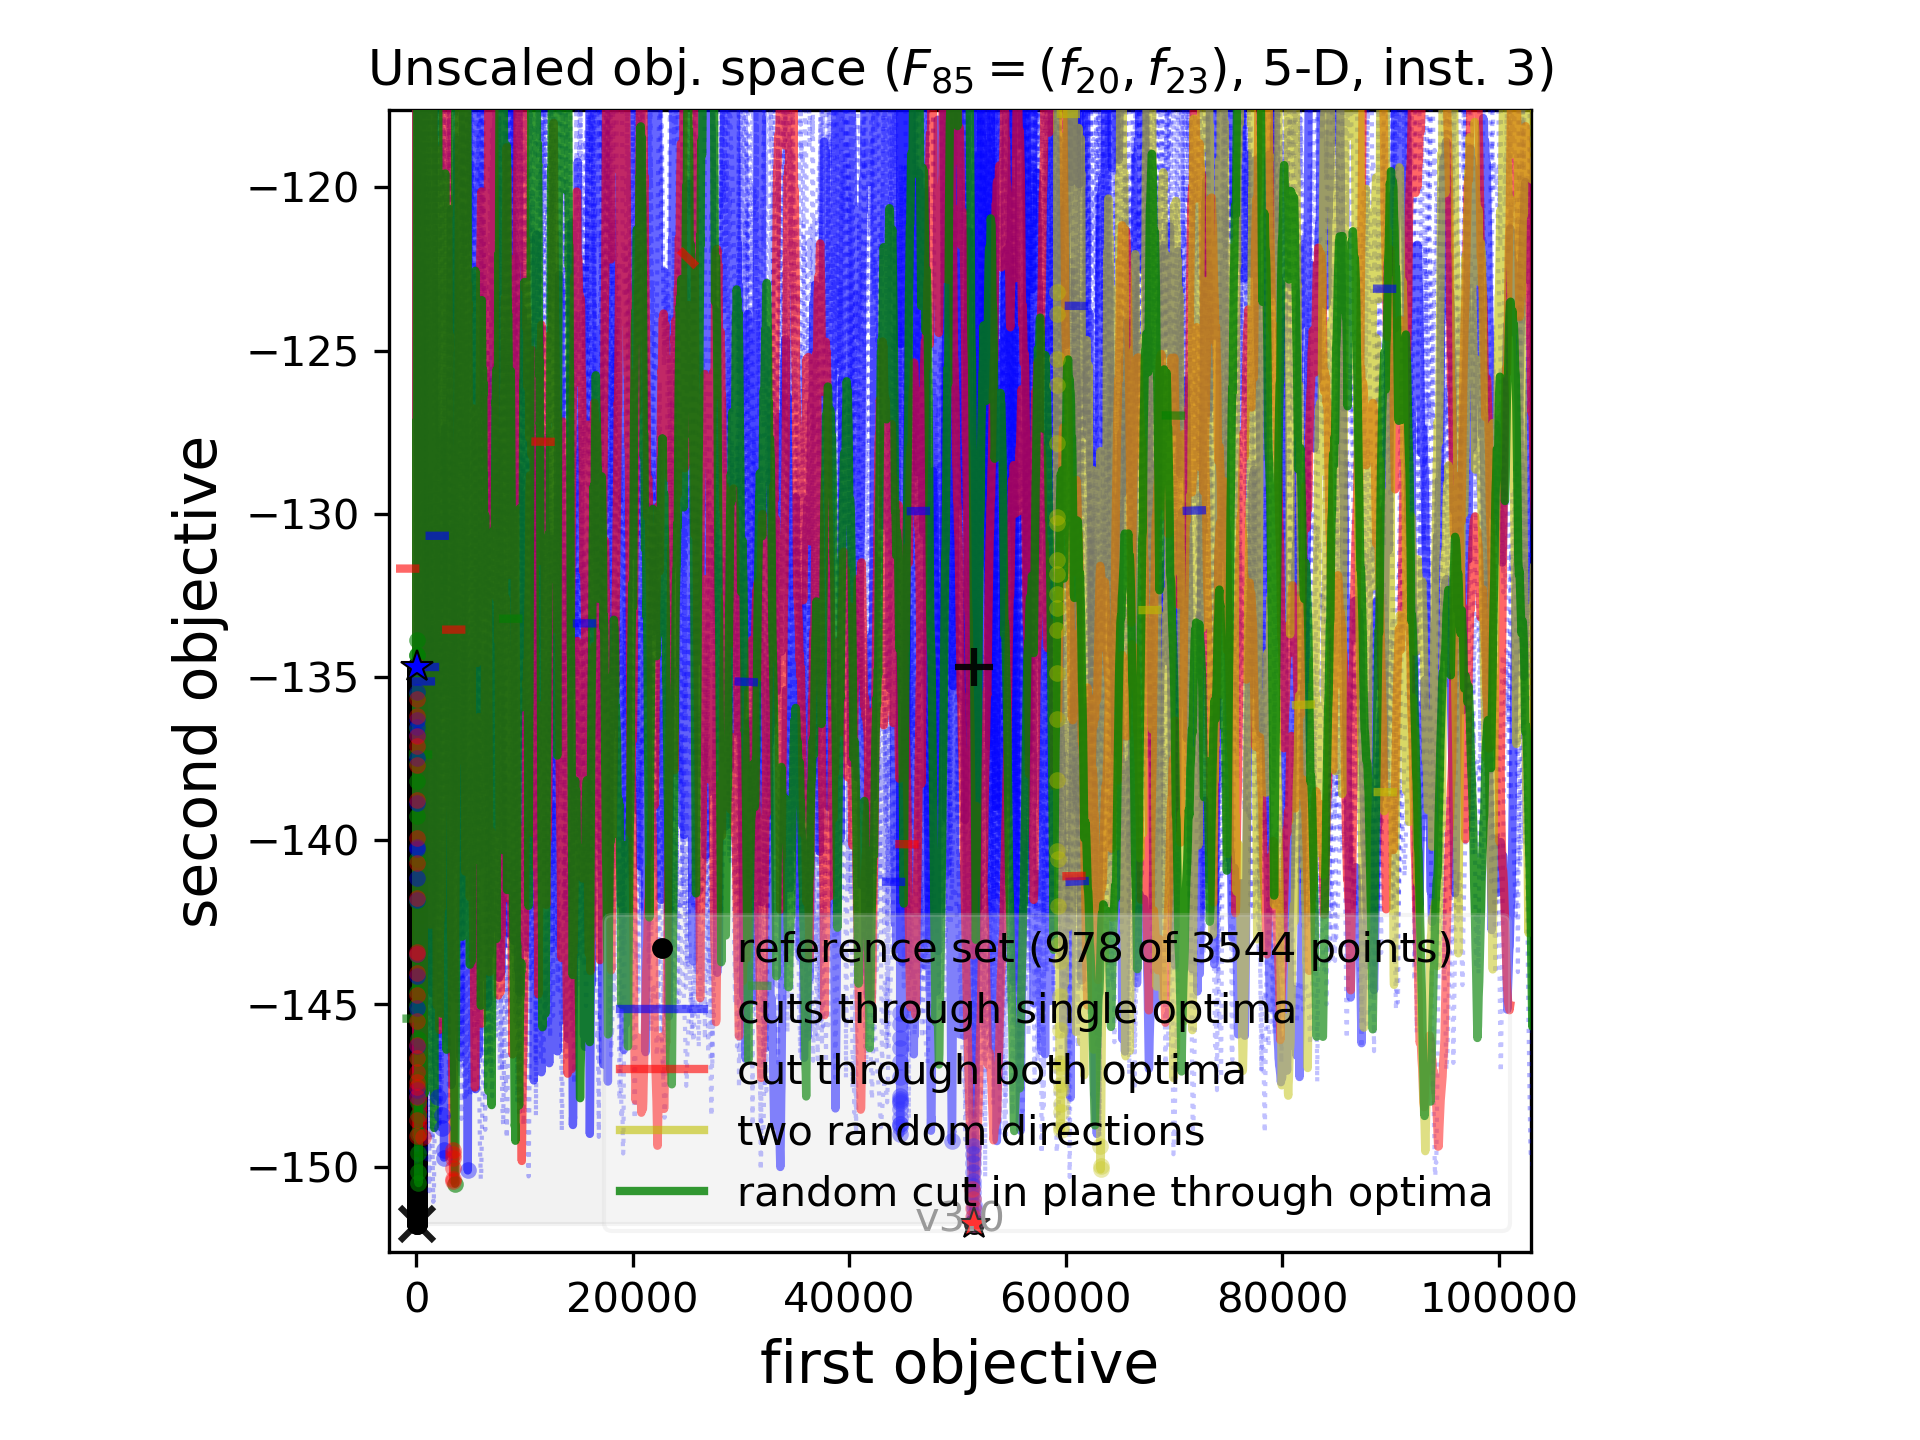 Unscaled obj. space (F₈₅ = (f₂₀, f₂₃), 5-D, inst. 3)
second objective
−120
−125
−130
−135
−140
−145
−150
reference set (978 of 3544 points)
cuts through single optima
cut through both optima
two random directions
random cut in plane through optima
v3.0
0 20000 40000 60000 80000 100000
first objective